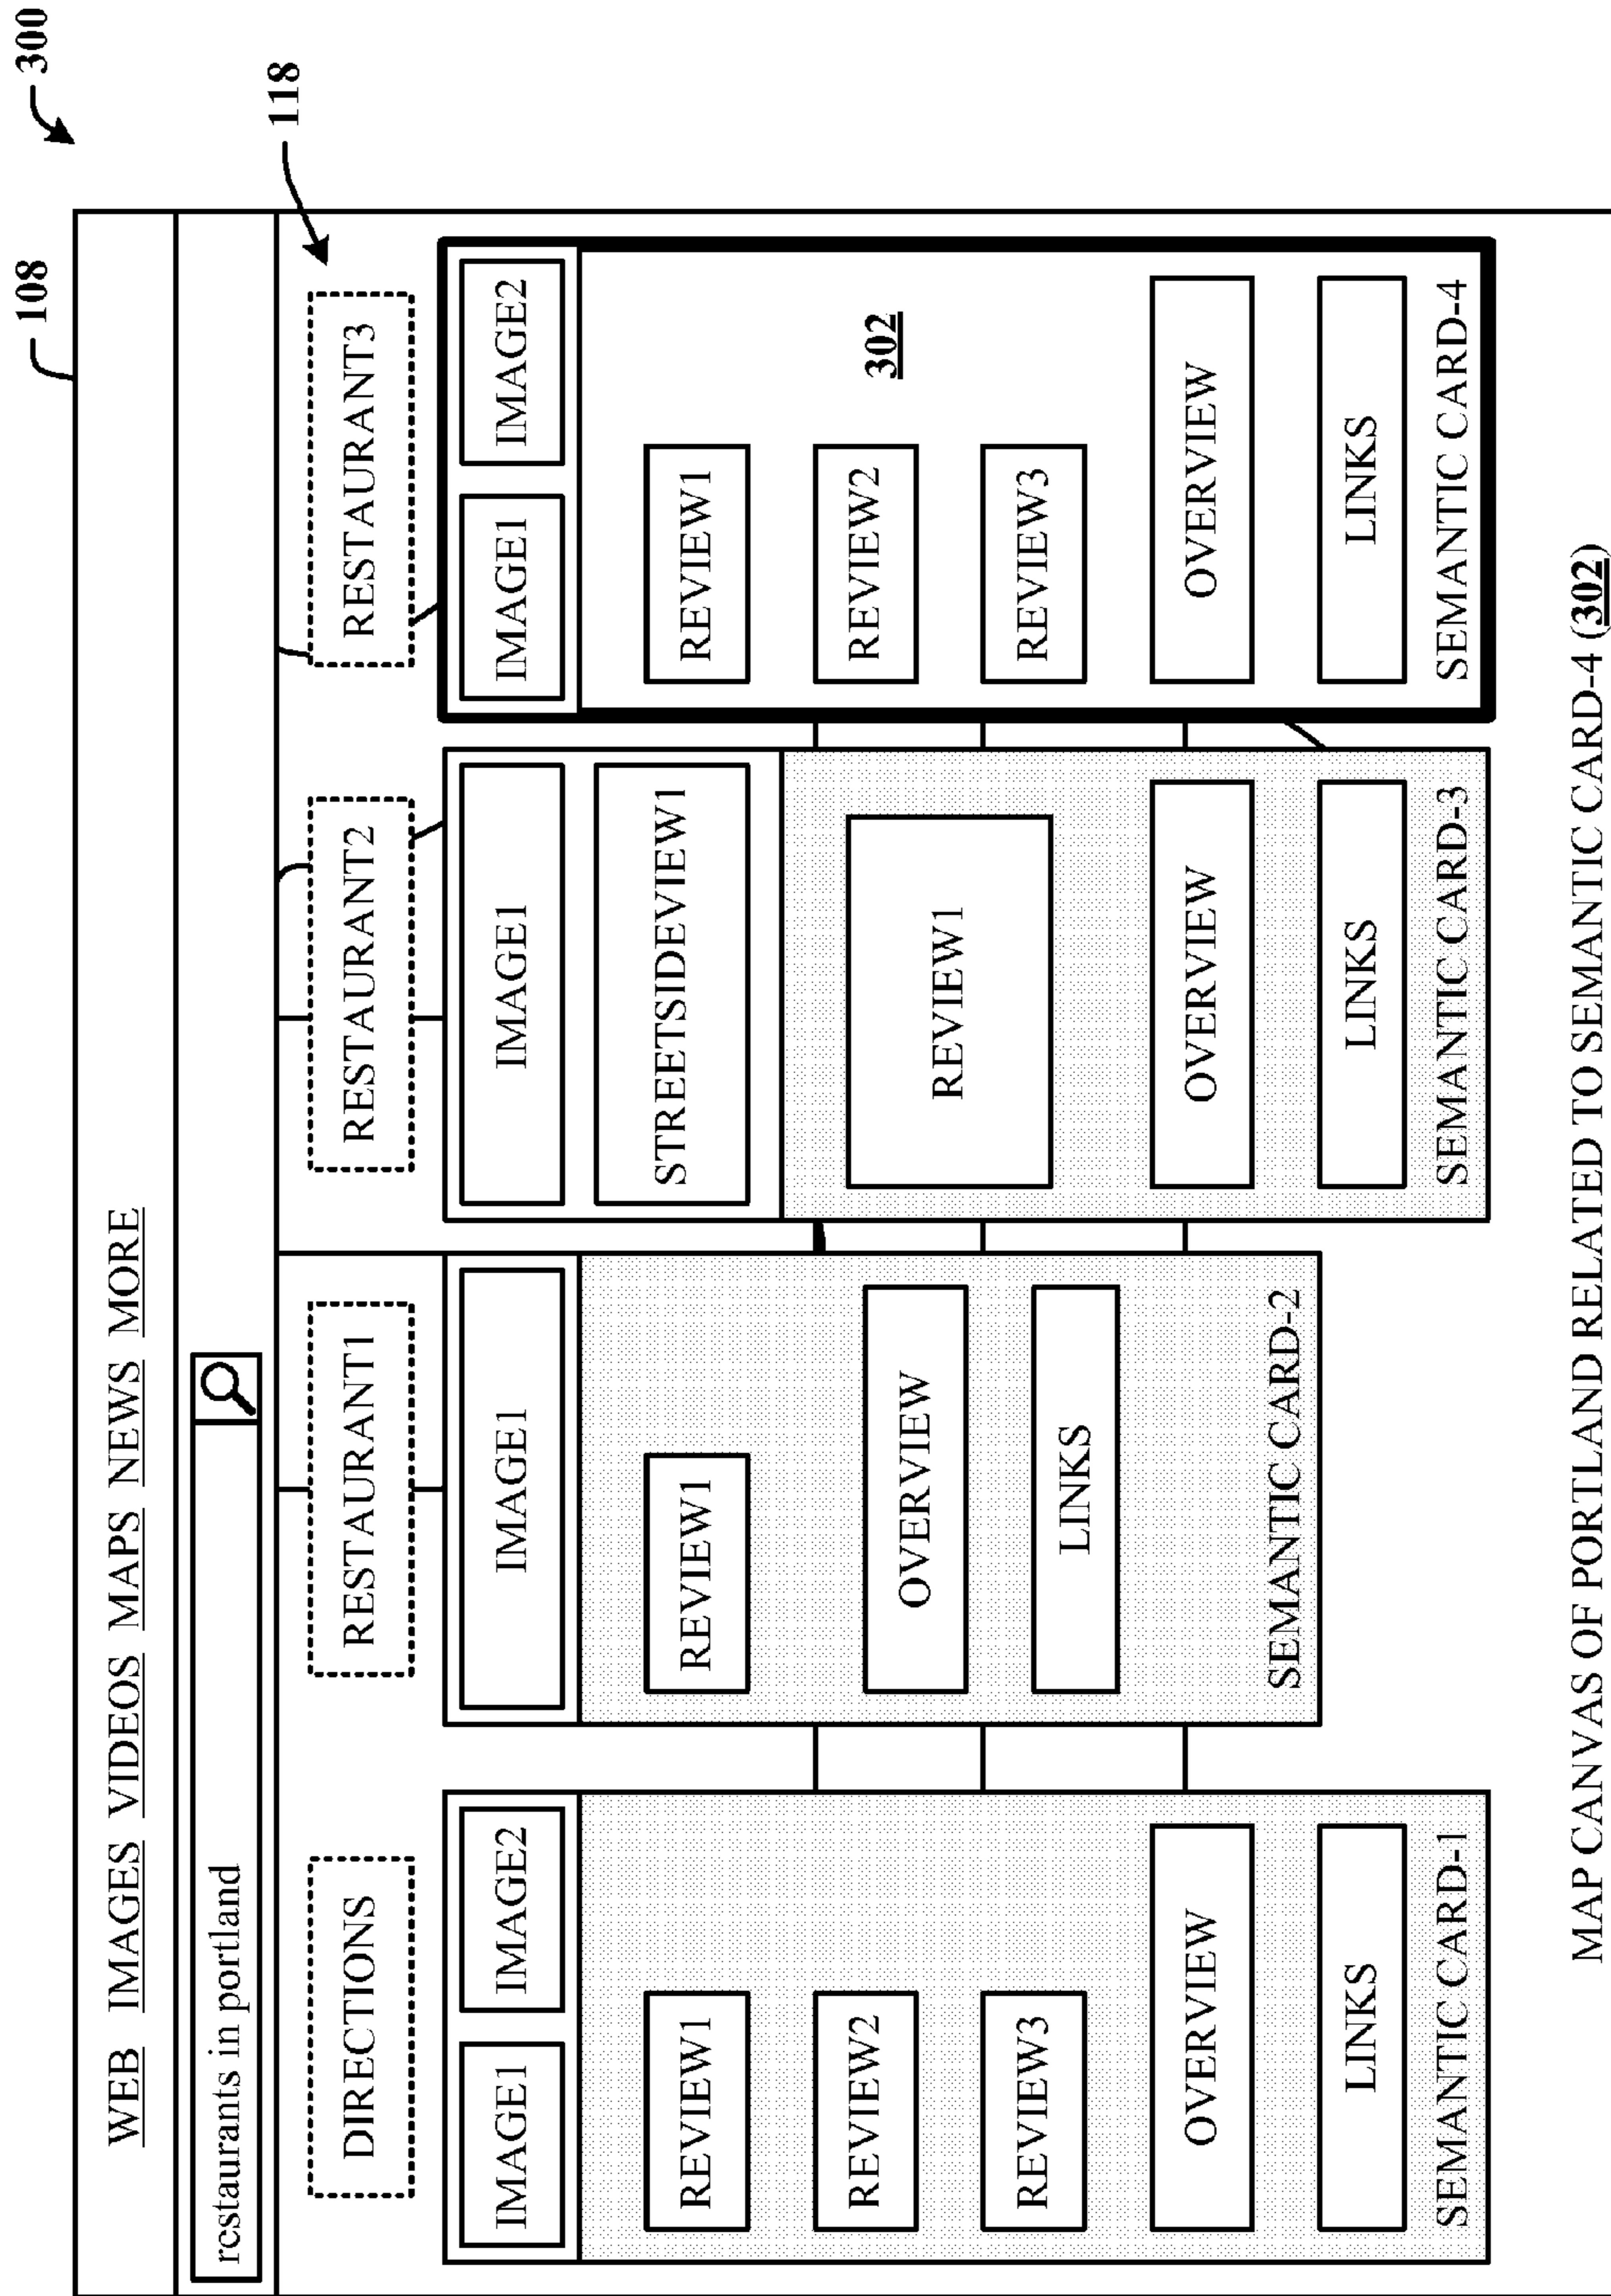 300
108
WEB IMAGES VIDEOS MAPS NEWS MORE
restaurants in portland
118
DIRECTIONS
RESTAURANT1
RESTAURANT2
RESTAURANT3
IMAGE1
IMAGE2
REVIEW1
REVIEW2
REVIEW3
OVERVIEW
LINKS
SEMANTIC CARD-1
IMAGE1
REVIEW1
OVERVIEW
LINKS
SEMANTIC CARD-2
IMAGE1
STREETSIDEVIEW1
REVIEW1
OVERVIEW
LINKS
SEMANTIC CARD-3
IMAGE1
IMAGE2
302
REVIEW1
REVIEW2
REVIEW3
OVERVIEW
LINKS
SEMANTIC CARD-4
MAP CANVAS OF PORTLAND RELATED TO SEMANTIC CARD-4 (302)